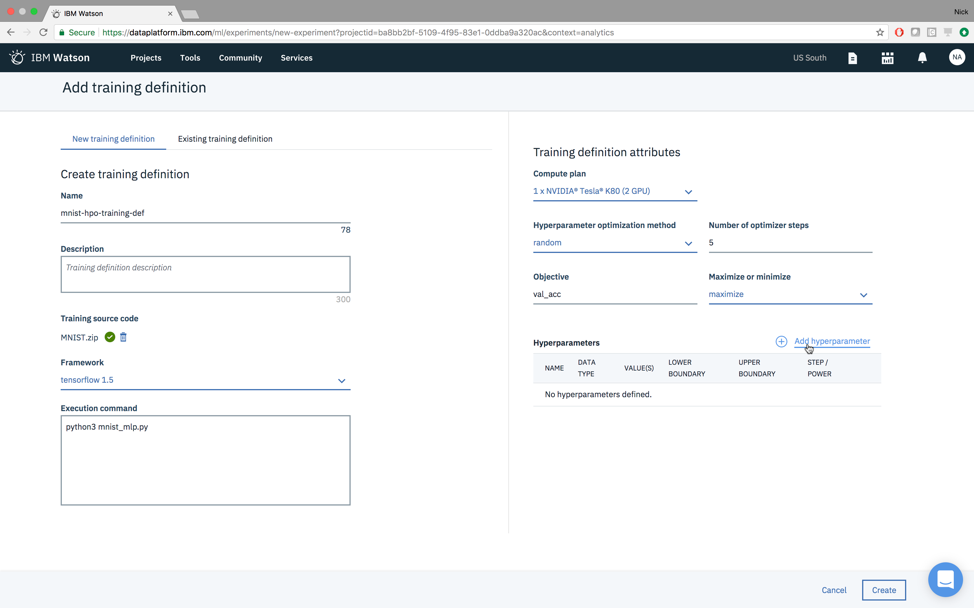 IBM Watson
Nick
Secure
https://dataplatform.ibm.com/ml/experiments/new-experiment?projectid=ba8bb2bf-5109-4f95-83e1-0ddba9a320ac&context=analytics
IBM Watson
Projects
Tools
Community
Services
US South
NA
Add training definition
New training definition
Existing training definition
Create training definition
Name
mnist-hpo-training-def
78
Description
Training definition description
300
Training source code
MNIST.zip
Framework
tensorflow 1.5
Execution command
python3 mnist_mlp.py
Training definition attributes
Compute plan
1 x NVIDIA® Tesla® K80 (2 GPU)
Hyperparameter optimization method
Number of optimizer steps
random
5
Objective
Maximize or minimize
val_acc
maximize
Hyperparameters
Add hyperparameter
NAME
DATA
TYPE
VALUE(S)
LOWER
BOUNDARY
UPPER
BOUNDARY
STEP /
POWER
No hyperparameters defined.
Cancel
Create